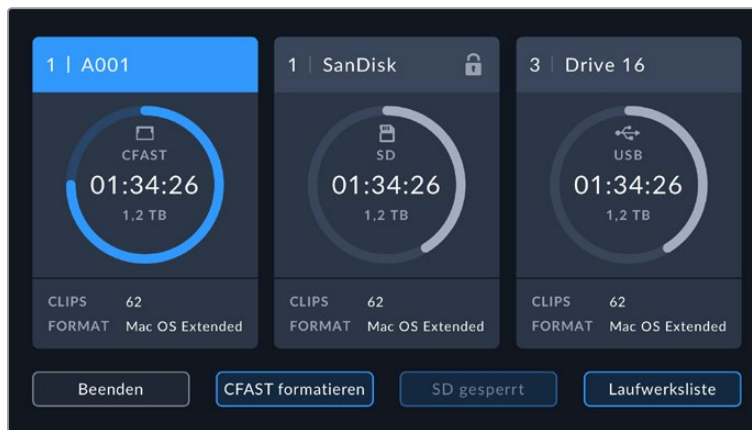 1 | A001
CFAST
01:34:26
1,2 TB
CLIPS 62
FORMAT Mac OS Extended
1 | SanDisk
SD
01:34:26
1,2 TB
CLIPS 62
FORMAT Mac OS Extended
3 | Drive 16
USB
01:34:26
1,2 TB
CLIPS 62
FORMAT Mac OS Extended
Beenden
CFAST formatieren
SD gesperrt
Laufwerksliste